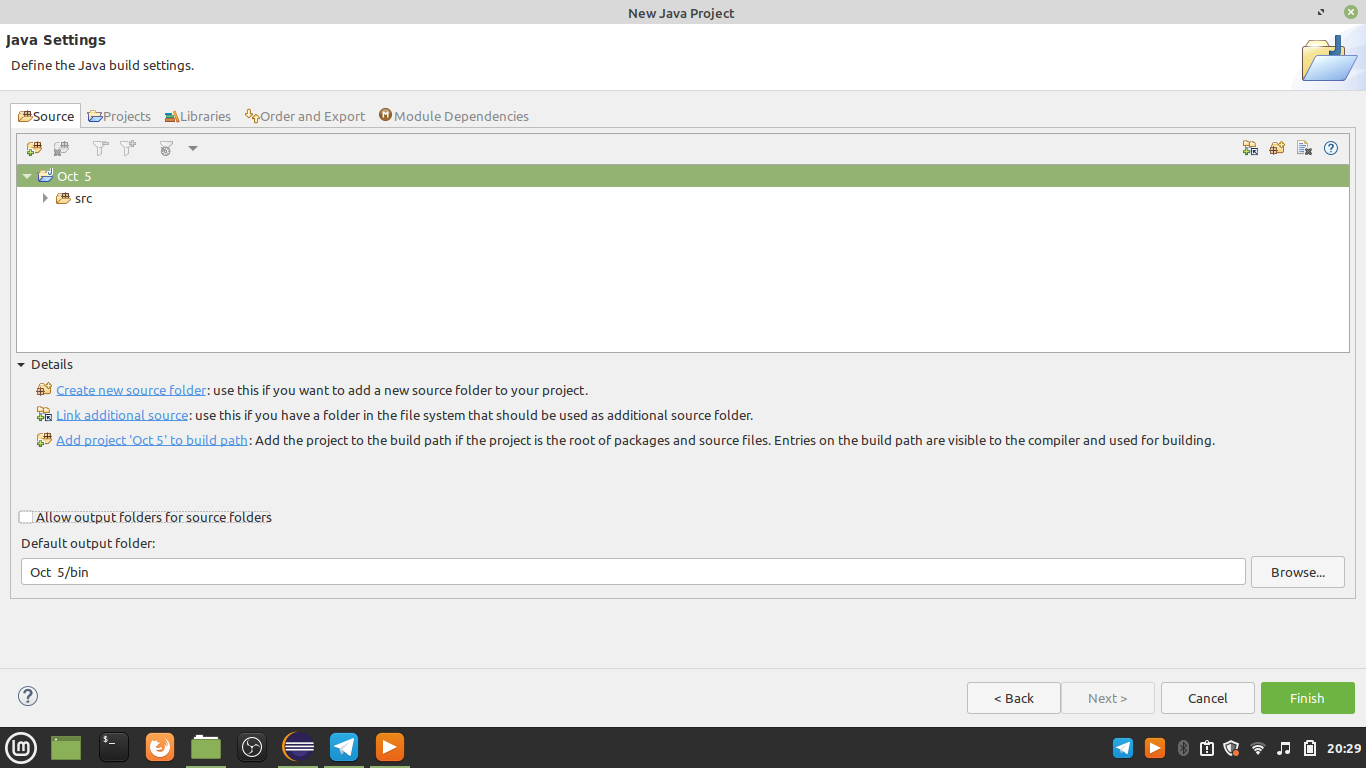 New Java Project
Java Settings
Define the Java build settings.
Source Projects Libraries Order and Export Module Dependencies
Oct 5
src
Details
Create new source folder: use this if you want to add a new source folder to your project.
Link additional source: use this if you have a folder in the file system that should be used as additional source folder.
Add project 'Oct 5' to build path: Add the project to the build path if the project is the root of packages and source files. Entries on the build path are visible to the compiler and used for building.
Allow output folders for source folders
Default output folder:
Oct 5/bin Browse...
< Back Next > Cancel Finish
20:29